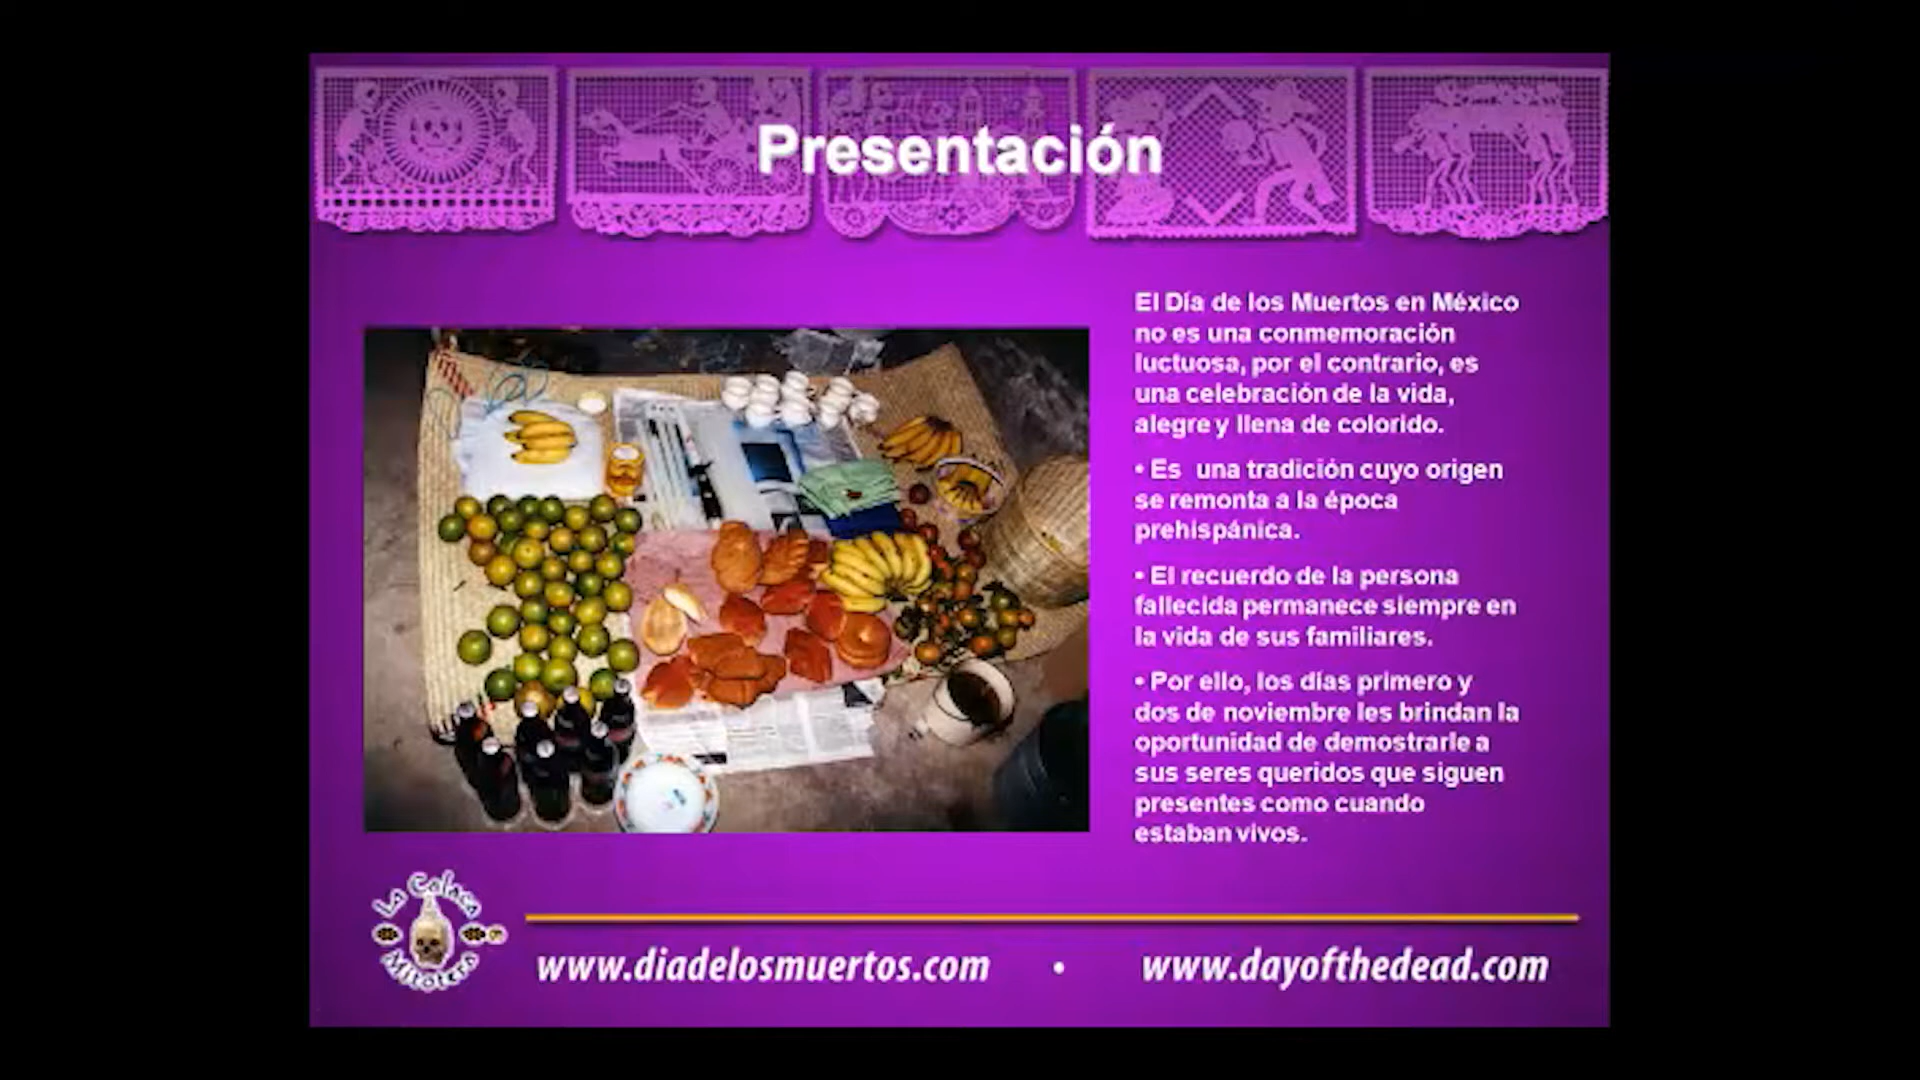 Presentación
El Día de los Muertos en México
no es una conmemoración
luctuosa, por el contrario, es
una celebración de la vida,
alegre y llena de colorido.
• Es una tradición cuyo origen
se remonta a la época
prehispánica.
• El recuerdo de la persona
fallecida permanece siempre en
la vida de sus familiares.
• Por ello, los días primero y
dos de noviembre les brindan la
oportunidad de demostrarle a
sus seres queridos que siguen
presentes como cuando
estaban vivos.
La Calaca
Mitotera
www.diadelosmuertos.com • www.dayofthedead.com